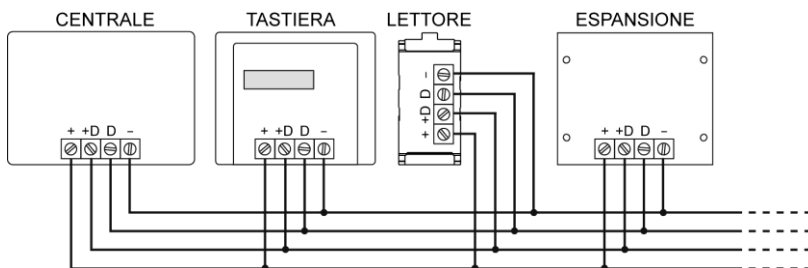 CENTRALE TASTIERA LETTORE ESPANSIONE
+ +D D –
+ +D D –
– D +D +
+ +D D –